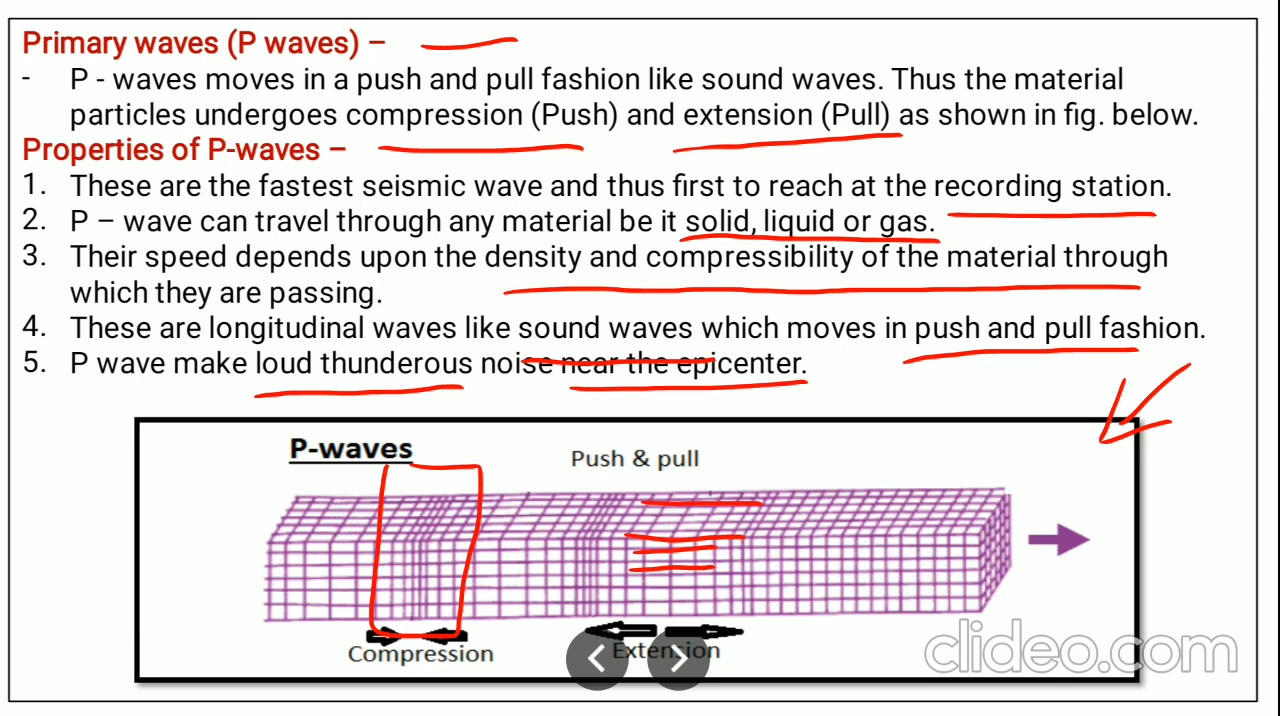 Primary waves (P waves) –
- P - waves moves in a push and pull fashion like sound waves. Thus the material
particles undergoes compression (Push) and extension (Pull) as shown in fig. below.
Properties of P-waves –
1. These are the fastest seismic wave and thus first to reach at the recording station.
2. P – wave can travel through any material be it solid, liquid or gas.
3. Their speed depends upon the density and compressibility of the material through
which they are passing.
4. These are longitudinal waves like sound waves which moves in push and pull fashion.
5. P wave make loud thunderous noise near the epicenter.
P-waves
Push & pull
Compression
Extension
clideo.com